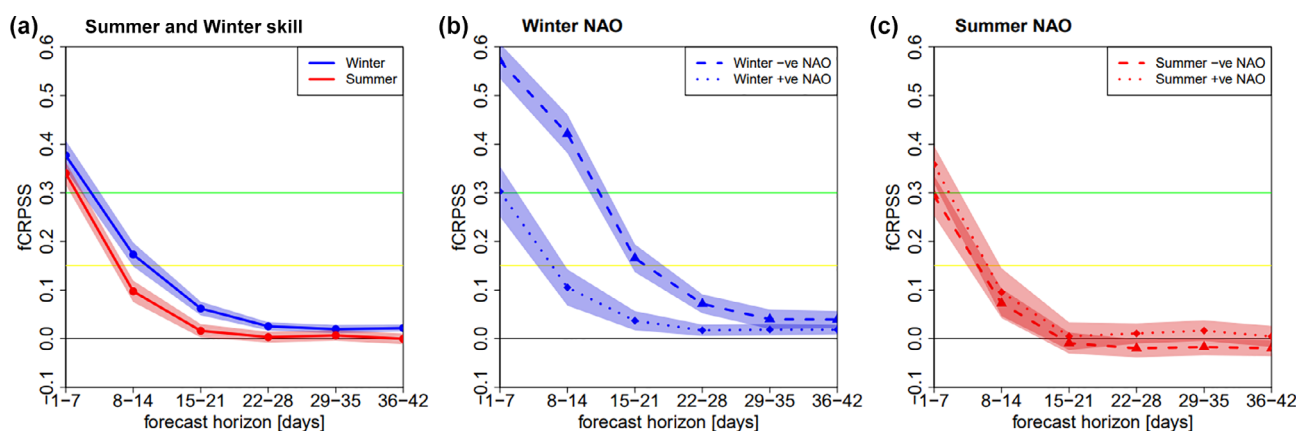 (a) Summer and Winter skill
Winter
Summer
fCRPSS
0.6
0.5
0.4
0.3
0.2
0.1
0.0
-0.1
1-7 8-14 15-21 22-28 29-35 36-42
forecast horizon [days]
(b) Winter NAO
Winter -ve NAO
Winter +ve NAO
fCRPSS
0.6
0.5
0.4
0.3
0.2
0.1
0.0
-0.1
1-7 8-14 15-21 22-28 29-35 36-42
forecast horizon [days]
(c) Summer NAO
Summer -ve NAO
Summer +ve NAO
fCRPSS
0.6
0.5
0.4
0.3
0.2
0.1
0.0
-0.1
1-7 8-14 15-21 22-28 29-35 36-42
forecast horizon [days]